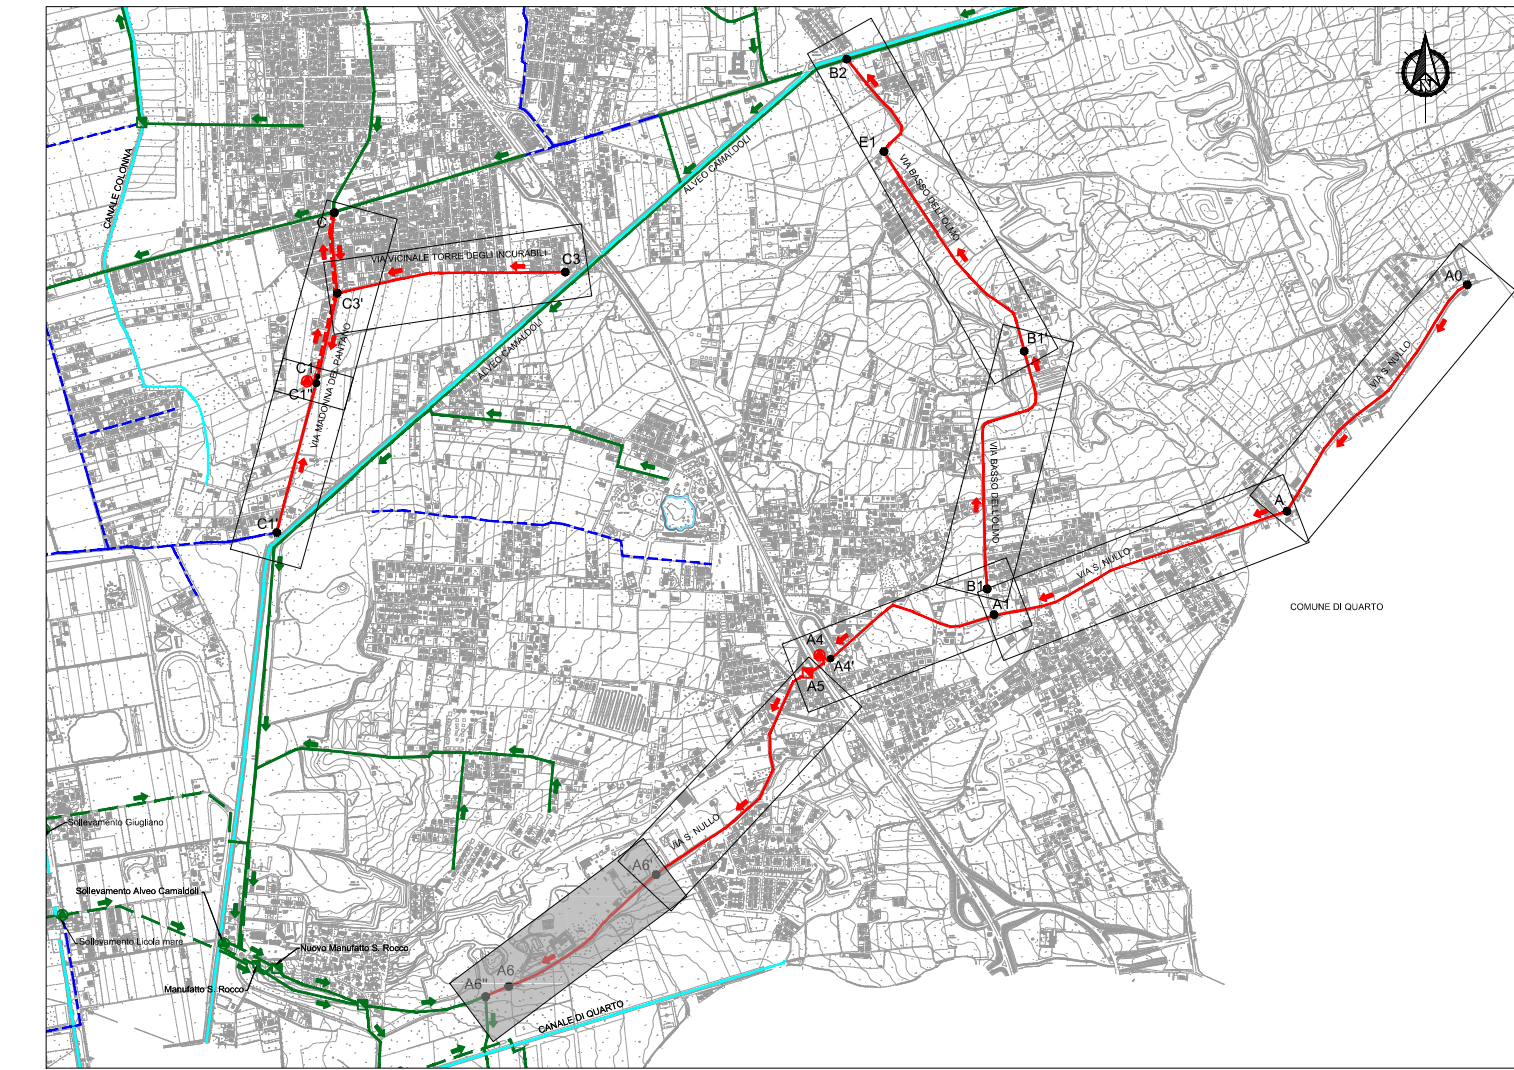 B2
N
E1
ALVEO CAMALDOLI
CANALE COLONNA
VIA BASSO DELL'OLMO
C
VIA VICINALE TORRE DEGLI INCURABILI
C3
A0
C3'
ALVEO CAMALDOLI
B1'
VIA S. NULLO
C1
C1"
VIA MADONNA DEL PANTANO
VIA BASSO DELL'OLMO
A
C1'
VIA S. NULLO
B1
A1
COMUNE DI QUARTO
A4
A4'
A5
VIA S. NULLO
Sollevamento Giugliano
A6'
Sollevamento Alveo Camaldoli
Sollevamento Licola mare
Nuovo Manufatto S. Rocco
A6
A6"
Manufatto S. Rocco
CANALE DI QUARTO